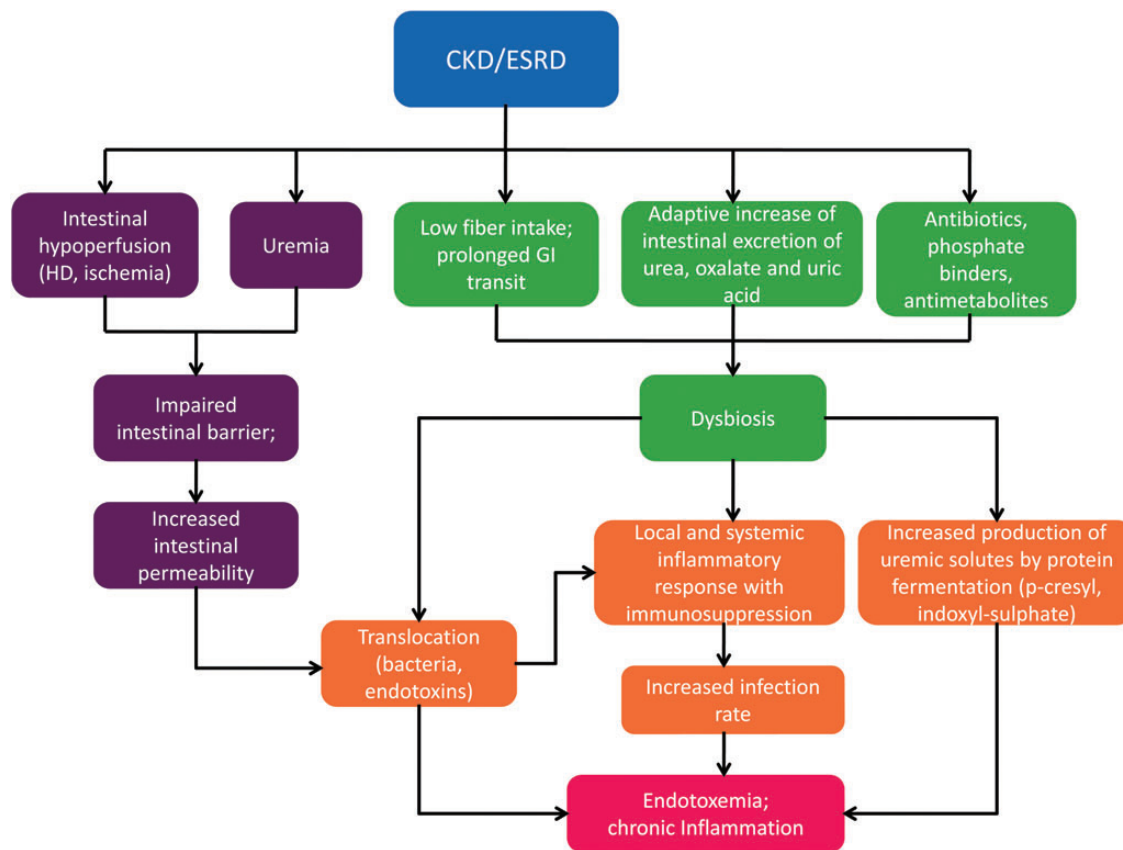 CKD/ESRD
Intestinal
hypoperfusion
(HD, ischemia)
Uremia
Low fiber intake;
prolonged GI
transit
Adaptive increase of
intestinal excretion of
urea, oxalate and uric
acid
Antibiotics,
phosphate
binders,
antimetabolites
Impaired
intestinal barrier;
Dysbiosis
Increased
intestinal
permeability
Local and systemic
inflammatory
response with
immunosuppression
Increased production of
uremic solutes by protein
fermentation (p-cresyl,
indoxyl-sulphate)
Translocation
(bacteria,
endotoxins)
Increased infection
rate
Endotoxemia;
chronic Inflammation